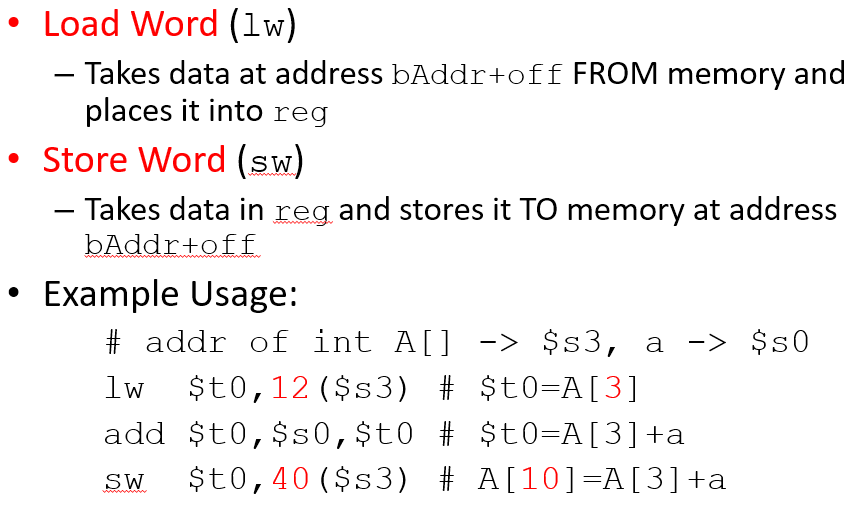 • Load Word (lw)
– Takes data at address bAddr+off FROM memory and
places it into reg
• Store Word (sw)
– Takes data in reg and stores it TO memory at address
bAddr+off
• Example Usage:
# addr of int A[] -> $s3, a -> $s0
lw $t0,12($s3) # $t0=A[3]
add $t0,$s0,$t0 # $t0=A[3]+a
sw $t0,40($s3) # A[10]=A[3]+a